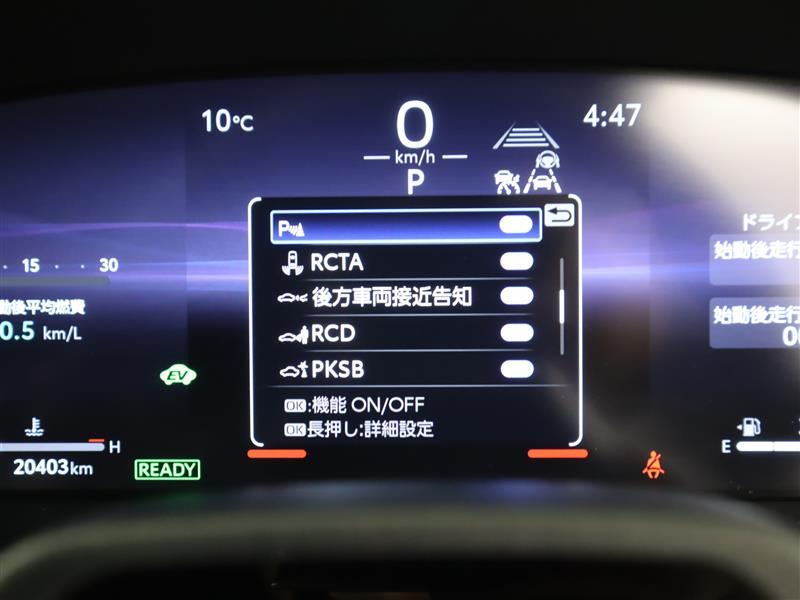 10℃
0
km/h
P
4:47
P
RCTA
後方車両接近告知
RCD
PKSB
OK:機能 ON/OFF
OK長押し:詳細設定
15 30
動後平均燃費
0.5 km/L
EV
H
20403km
READY
ドライブ
始動後走行
始動後走行
00
E